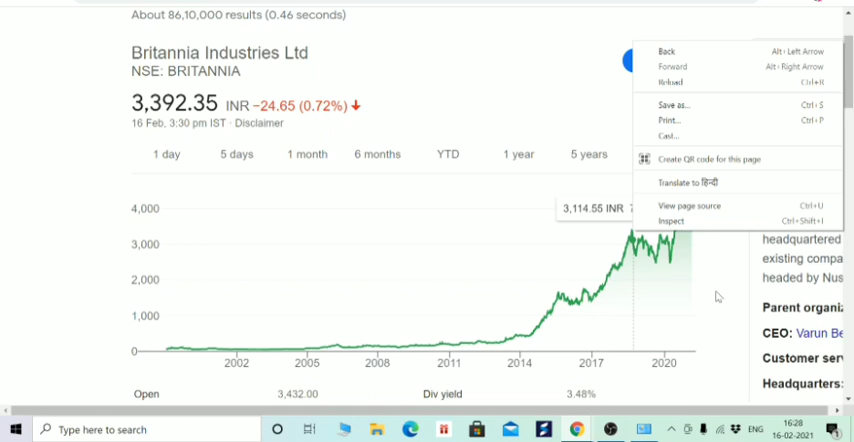 About 86,10,000 results (0.46 seconds)
Britannia Industries Ltd
NSE: BRITANNIA
3,392.35 INR −24.65 (0.72%)
16 Feb, 3:30 pm IST · Disclaimer
1 day 5 days 1 month 6 months YTD 1 year 5 years
Back Alt+Left Arrow
Forward Alt+Right Arrow
Reload Ctrl+R
Save as... Ctrl+S
Print... Ctrl+P
Cast...
Create QR code for this page
Translate to हिन्दी
View page source Ctrl+U
Inspect Ctrl+Shift+I
3,114.55 INR
4,000
3,000
2,000
1,000
0
2002 2005 2008 2011 2014 2017 2020
Open 3,432.00 Div yield 3.48%
headquartered
existing compa
headed by Nus
Parent organiz
CEO: Varun Be
Customer serv
Headquarters:
Type here to search
ENG
16:28
16-02-2021